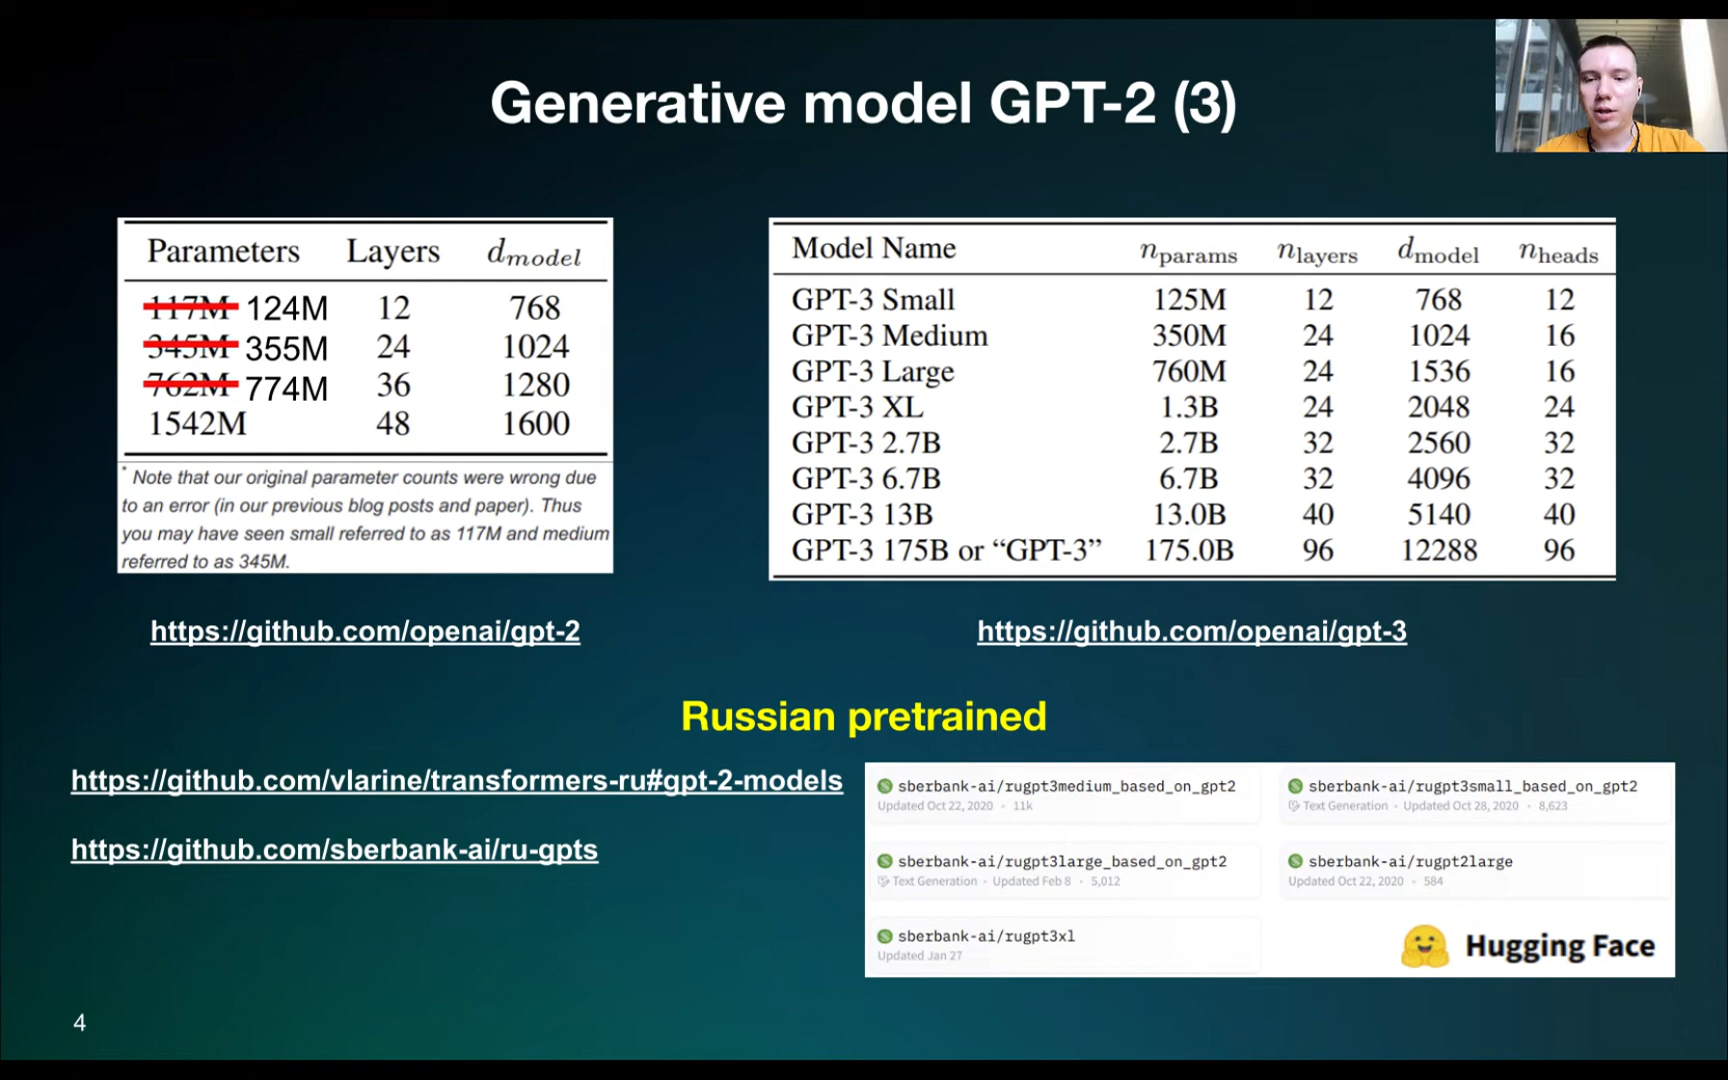 Generative model GPT-2 (3)
Parameters Layers d_model
117M 124M 12 768
345M 355M 24 1024
762M 774M 36 1280
1542M 48 1600
* Note that our original parameter counts were wrong due
to an error (in our previous blog posts and paper). Thus
you may have seen small referred to as 117M and medium
referred to as 345M.
https://github.com/openai/gpt-2
Model Name n_params n_layers d_model n_heads
GPT-3 Small 125M 12 768 12
GPT-3 Medium 350M 24 1024 16
GPT-3 Large 760M 24 1536 16
GPT-3 XL 1.3B 24 2048 24
GPT-3 2.7B 2.7B 32 2560 32
GPT-3 6.7B 6.7B 32 4096 32
GPT-3 13B 13.0B 40 5140 40
GPT-3 175B or “GPT-3” 175.0B 96 12288 96
https://github.com/openai/gpt-3
Russian pretrained
https://github.com/vlarine/transformers-ru#gpt-2-models
https://github.com/sberbank-ai/ru-gpts
sberbank-ai/rugpt3medium_based_on_gpt2
Updated Oct 22, 2020 • 11k
sberbank-ai/rugpt3small_based_on_gpt2
Text Generation • Updated Oct 28, 2020 • 8,623
sberbank-ai/rugpt3large_based_on_gpt2
Text Generation • Updated Feb 8 • 5,012
sberbank-ai/rugpt2large
Updated Oct 22, 2020 • 584
sberbank-ai/rugpt3xl
Updated Jan 27
Hugging Face
4